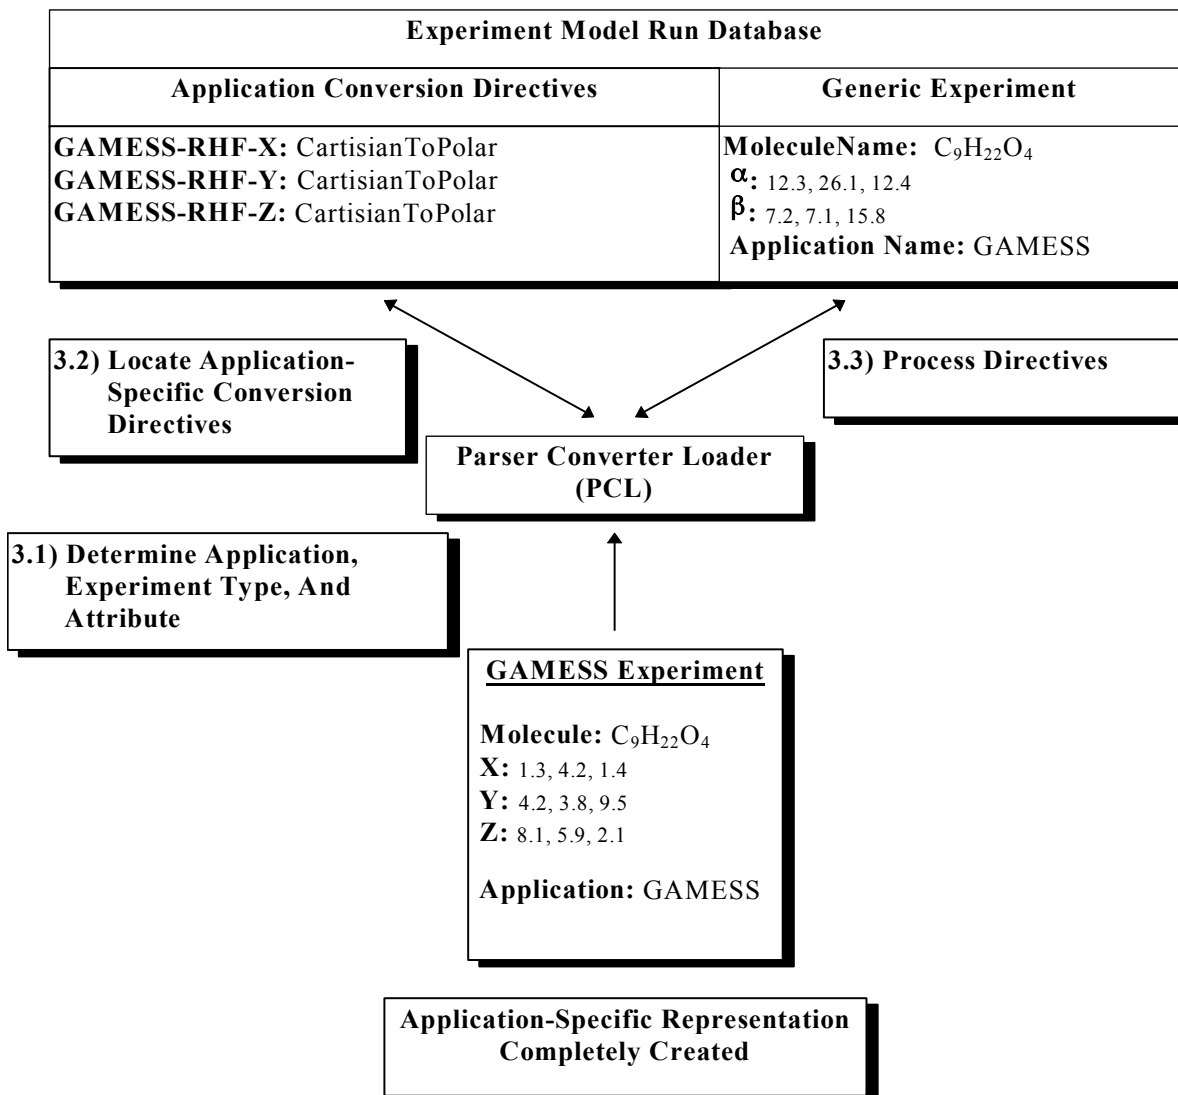 Experiment Model Run Database
Application Conversion Directives
Generic Experiment
GAMESS-RHF-X: CartisianToPolar
GAMESS-RHF-Y: CartisianToPolar
GAMESS-RHF-Z: CartisianToPolar
MoleculeName: C₉H₂₂O₄
α: 12.3, 26.1, 12.4
β: 7.2, 7.1, 15.8
Application Name: GAMESS
3.2) Locate Application-
Specific Conversion
Directives
3.3) Process Directives
Parser Converter Loader
(PCL)
3.1) Determine Application,
Experiment Type, And
Attribute
GAMESS Experiment
Molecule: C₉H₂₂O₄
X: 1.3, 4.2, 1.4
Y: 4.2, 3.8, 9.5
Z: 8.1, 5.9, 2.1
Application: GAMESS
Application-Specific Representation
Completely Created